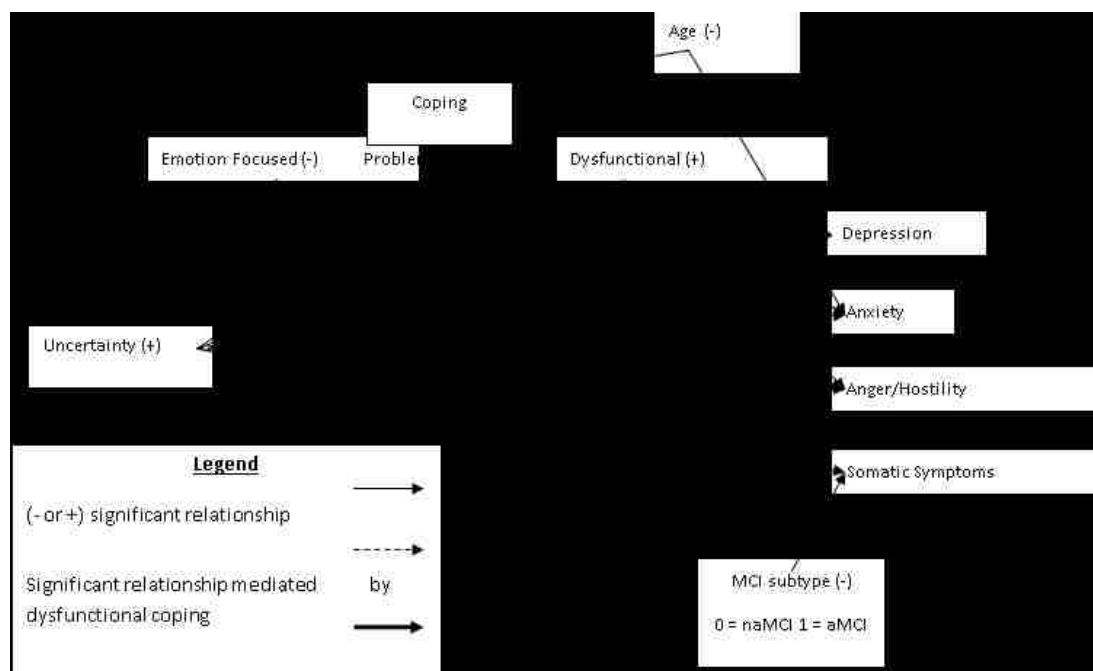 Age (-)
Coping
Emotion Focused (-)
Dysfunctional (+)
Depression
Anxiety
Uncertainty (+)
Anger/Hostility
Legend
Somatic Symptoms
(- or +) significant relationship
Significant relationship mediated by
dysfunctional coping
MCI subtype (-)
0 = naMCI 1 = aMCI